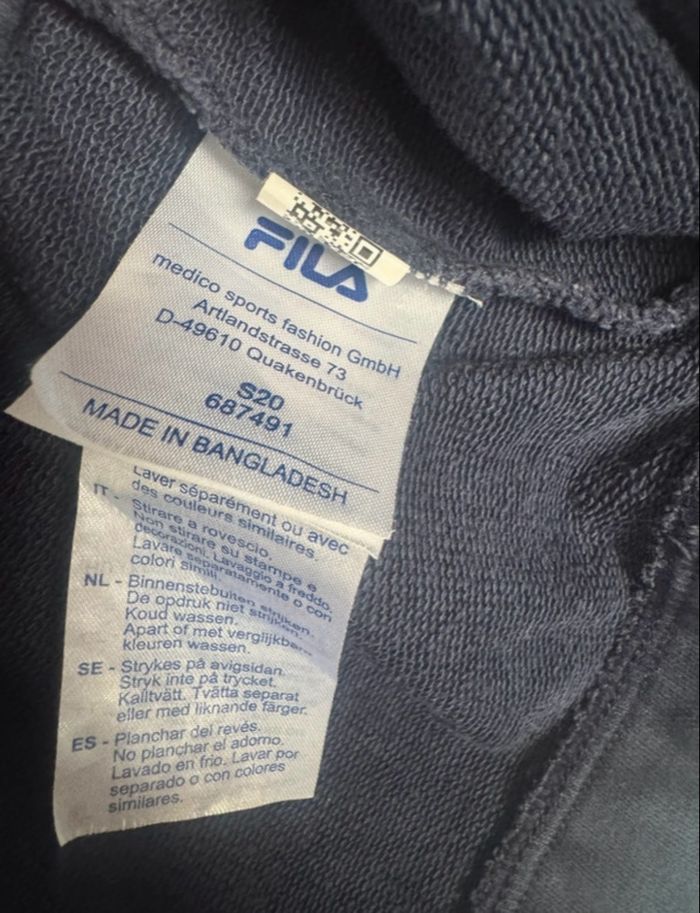 FILA
medico sports fashion GmbH
Artlandstrasse 73
D-49610 Quakenbrück
S20
687491
MADE IN BANGLADESH
Laver séparément ou avec
des couleurs similaires.
IT - Stirare a rovescio.
Non stirare su stampe e
decorazioni. Lavaggio a freddo.
Lavare separatamente o con
colori simili.
NL - Binnenstebuiten strijken.
De opdruk niet strijken.
Koud wassen.
Apart of met vergelijkbare
kleuren wassen.
SE - Strykes på avigsidan.
Stryk inte på trycket.
Kalltvätt. Tvätta separat
eller med liknande färger.
ES - Planchar del revés.
No planchar el adorno.
Lavado en frio. Lavar por
separado o con colores
similares.